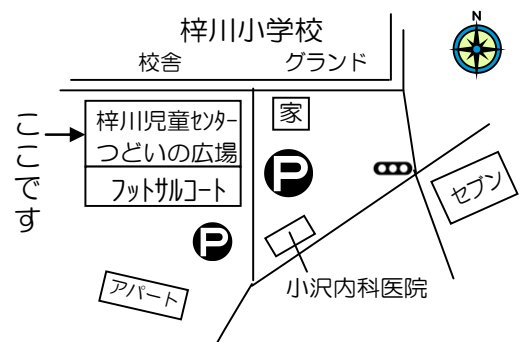 梓川小学校
校舎 グランド
N
家
梓川児童ｾﾝﾀｰ
つどいの広場
フットサルコート
ここです
P
P
セブン
小沢内科医院
アパート